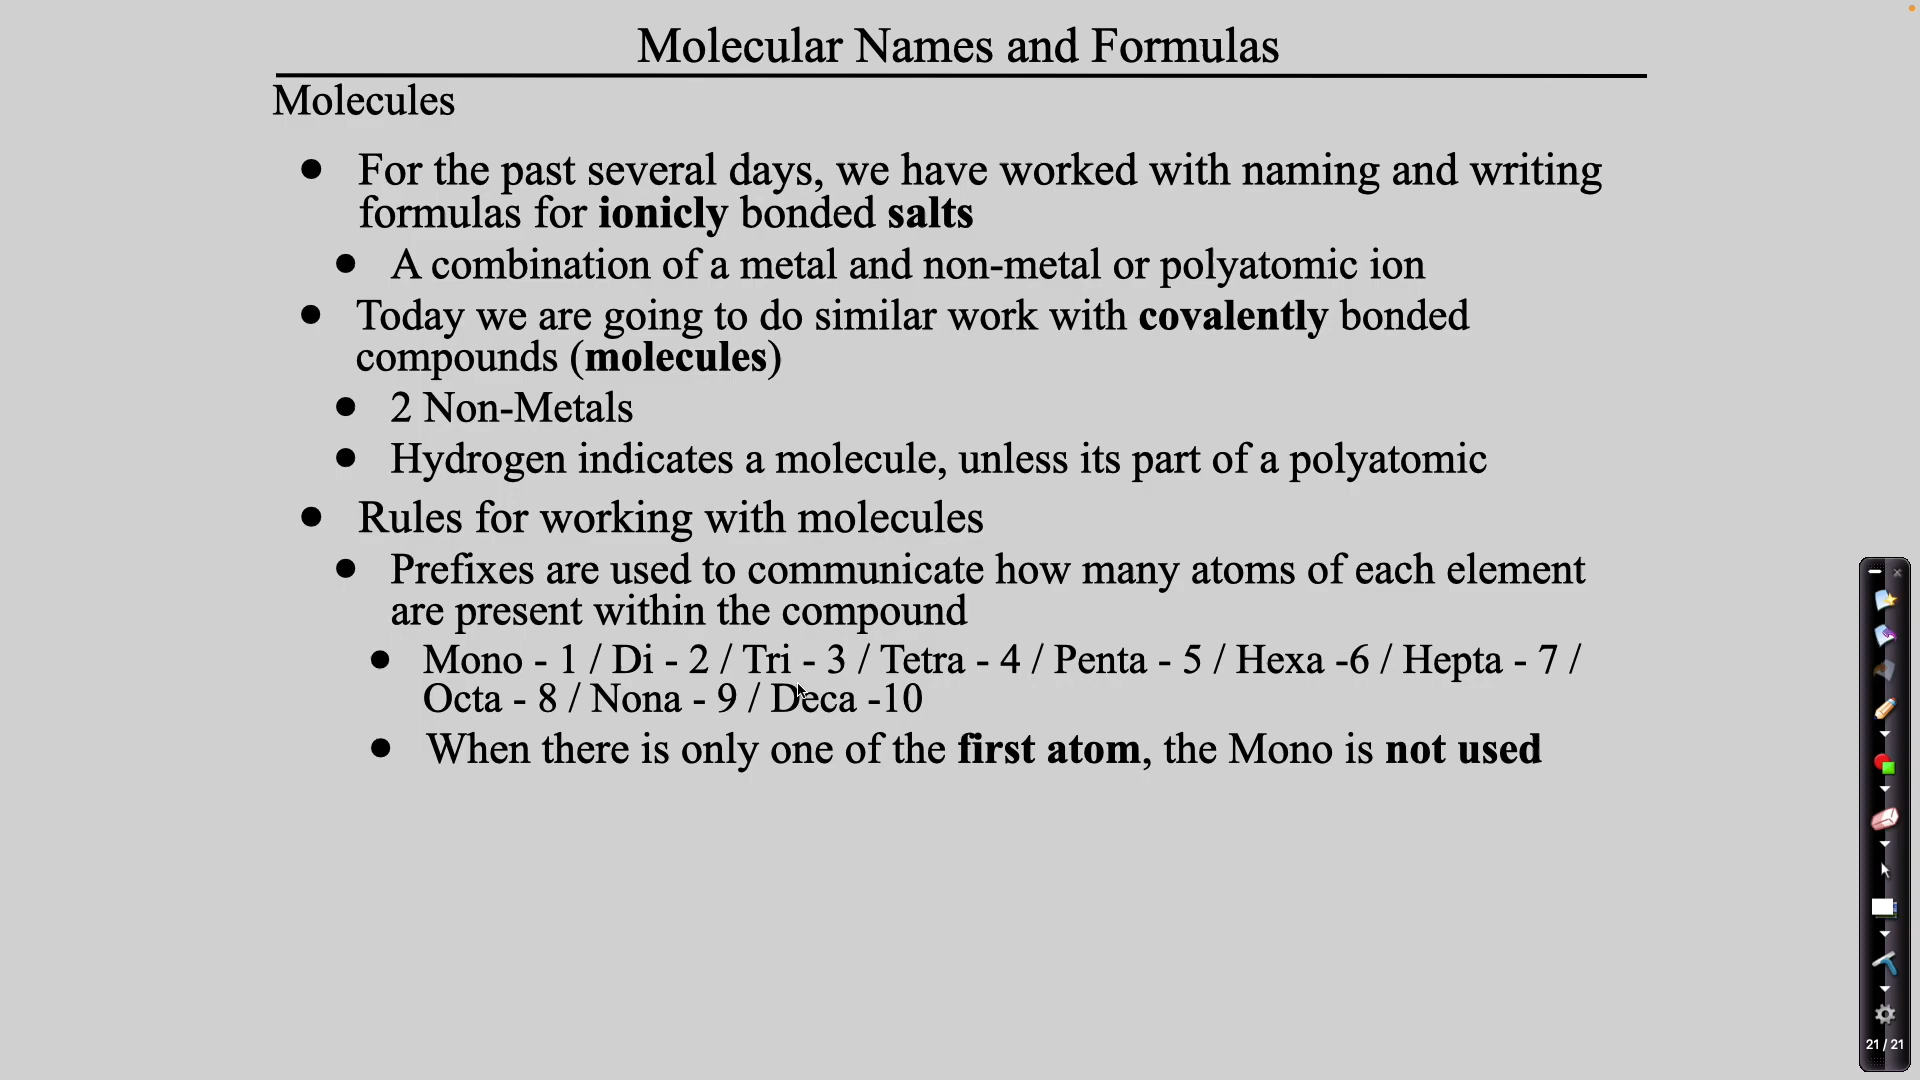 Molecular Names and Formulas
Molecules
● For the past several days, we have worked with naming and writing
formulas for ionicly bonded salts
● A combination of a metal and non-metal or polyatomic ion
● Today we are going to do similar work with covalently bonded
compounds (molecules)
● 2 Non-Metals
● Hydrogen indicates a molecule, unless its part of a polyatomic
● Rules for working with molecules
● Prefixes are used to communicate how many atoms of each element
are present within the compound
● Mono - 1 / Di - 2 / Tri - 3 / Tetra - 4 / Penta - 5 / Hexa -6 / Hepta - 7 /
Octa - 8 / Nona - 9 / Deca -10
● When there is only one of the first atom, the Mono is not used
21 / 21